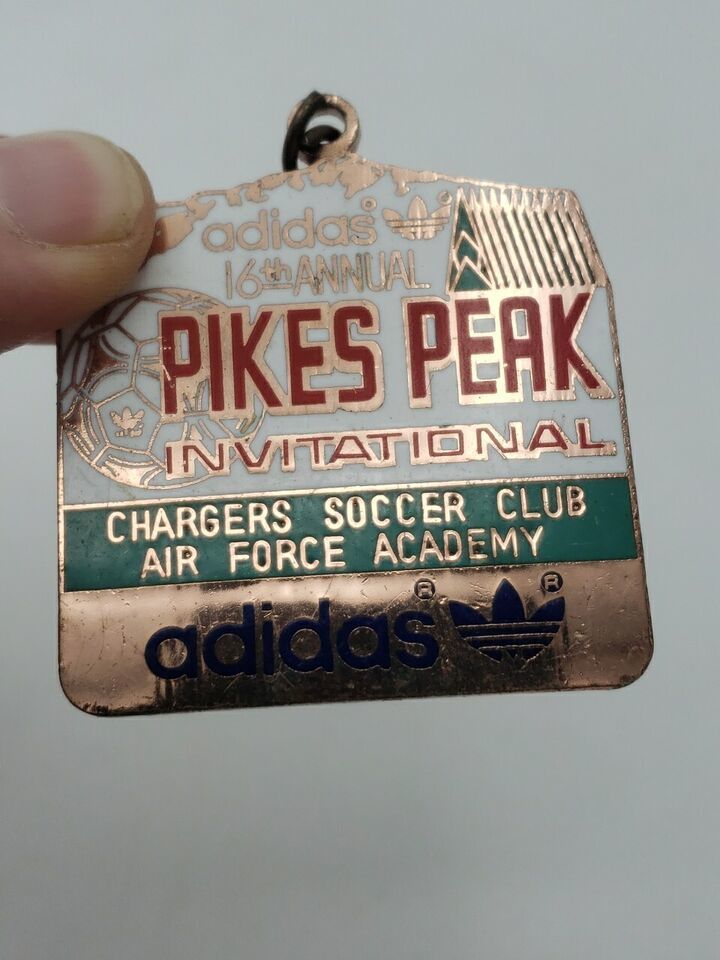 adidas®
16th ANNUAL
PIKES PEAK
INVITATIONAL
CHARGERS SOCCER CLUB
AIR FORCE ACADEMY
adidas® ®